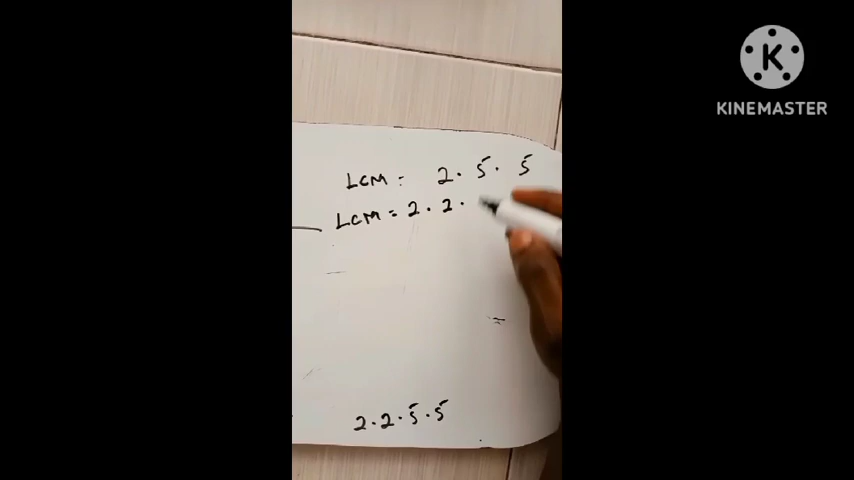 K
KINEMASTER
LCM = 2 . 5 . 5
LCM = 2 . 2 .
=
2 . 2 . 5 . 5